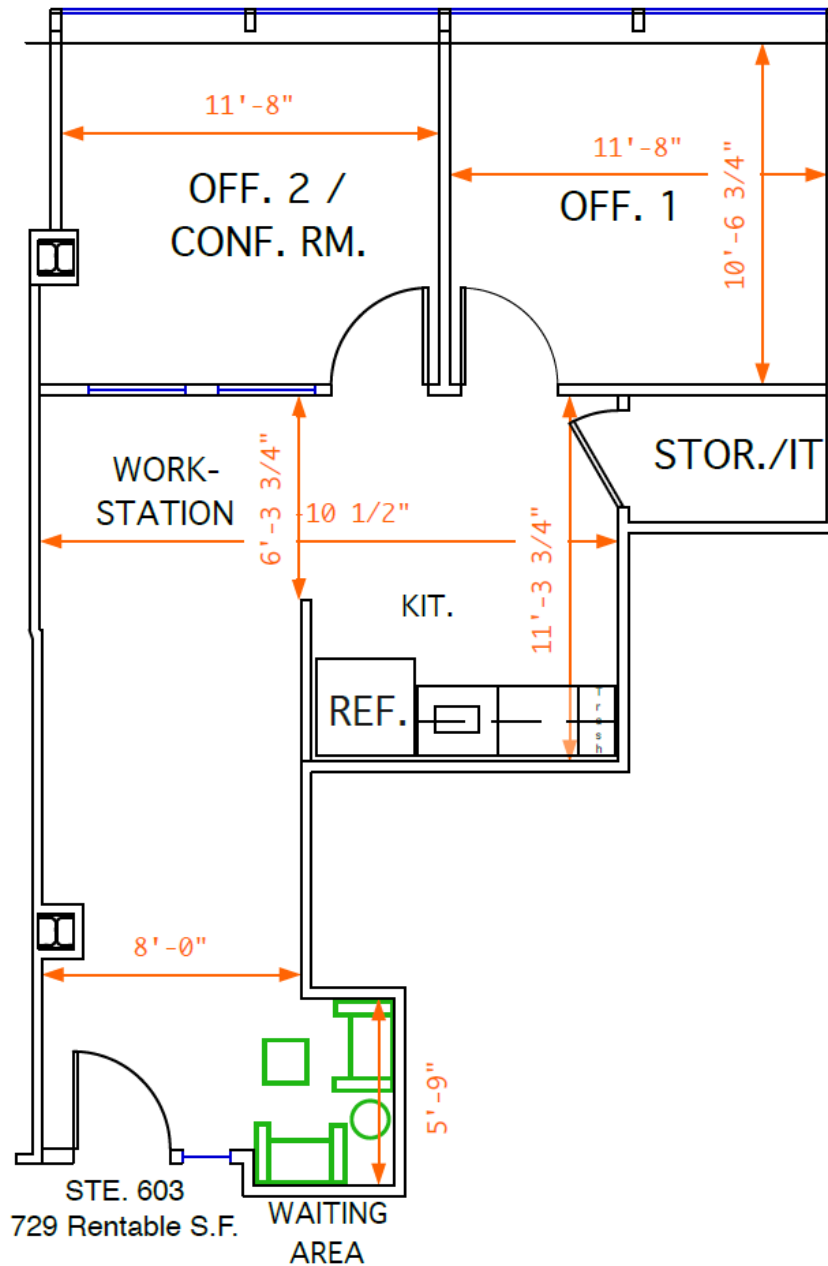 11'-8"
11'-8"
OFF. 2 /
CONF. RM.
OFF. 1
10'-6 3/4"
WORK-
STATION
6'-3 3/4"
-10 1/2"
STOR./IT
11'-3 3/4"
KIT.
REF.
Trash
8'-0"
5'-9"
STE. 603
729 Rentable S.F.
WAITING
AREA